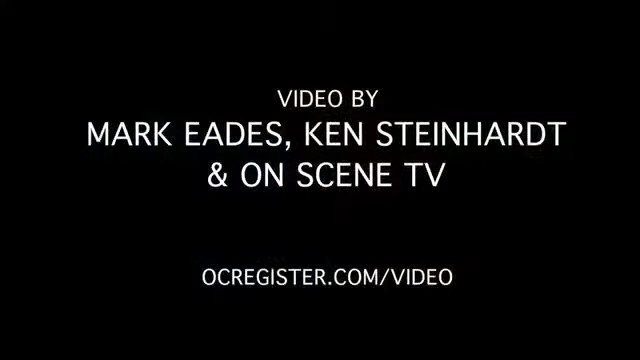 VIDEO BY
MARK EADES, KEN STEINHARDT
& ON SCENE TV
OCREGISTER.COM/VIDEO